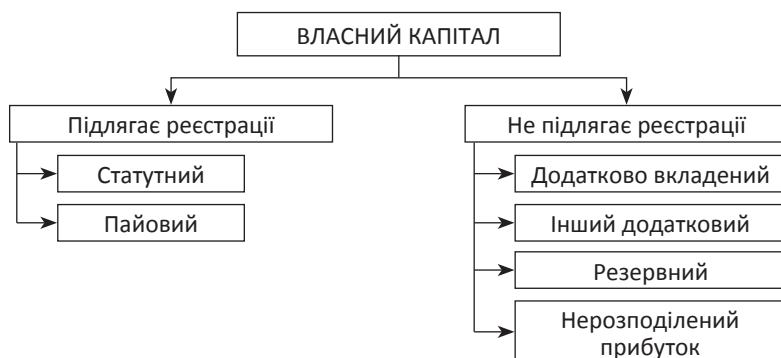 ВЛАСНИЙ КАПІТАЛ
Підлягає реєстрації
Статутний
Пайовий
Не підлягає реєстрації
Додатково вкладений
Інший додатковий
Резервний
Нерозподілений
прибуток